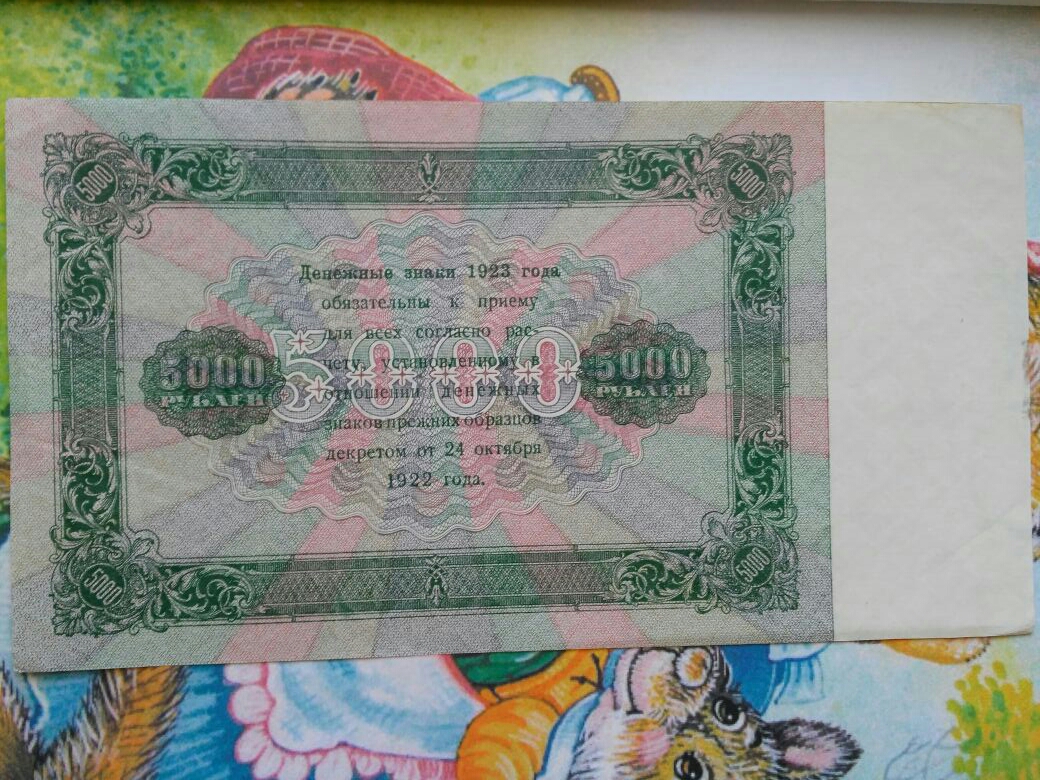 5000
5000
Денежные знаки 1923 года
обязательны к приему
для всех согласно рас-
чету, установленному в
отношении денежных
знаков прежних образцов
декретом от 24 октября
1922 года.
5000
РУБЛЕЙ
5000
5000
РУБЛЕЙ
5000
5000